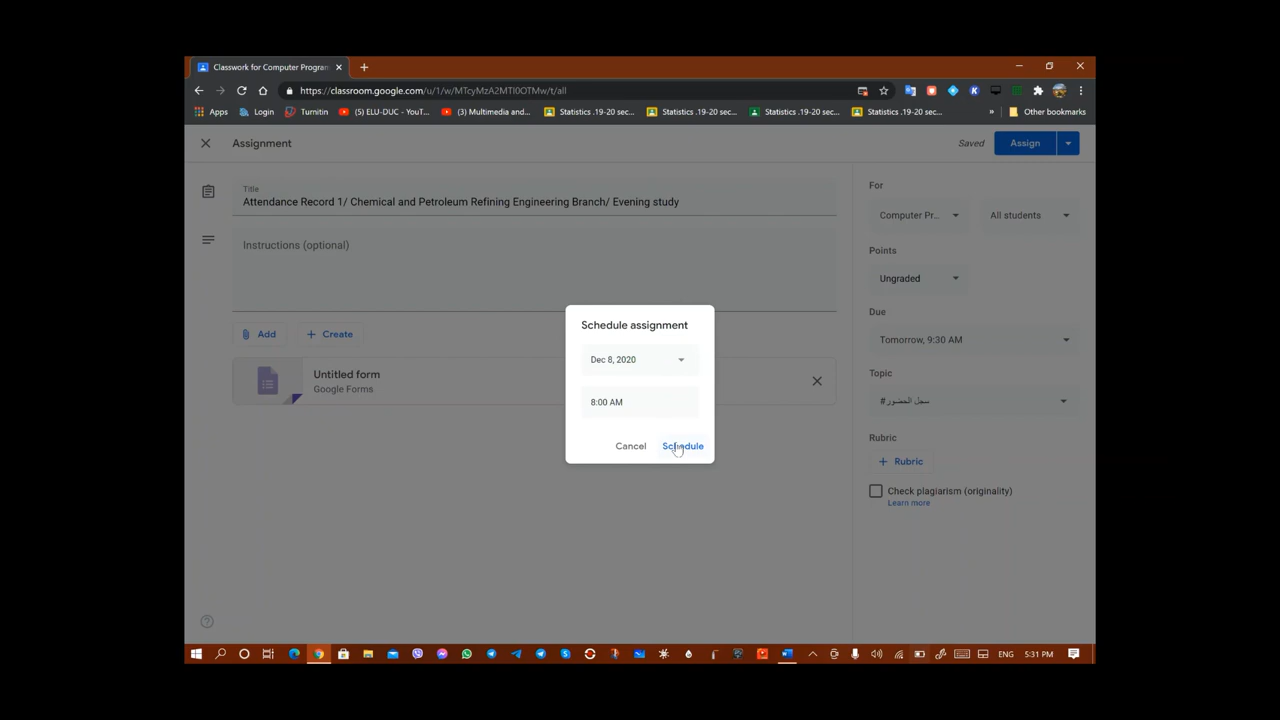 Classwork for Computer Program
https://classroom.google.com/u/1/w/MTcyMzA2MTI0OTMw/t/all
Apps Login Turnitin (5) ELU-DUC - YouT... (3) Multimedia and... Statistics .19-20 sec... Statistics .19-20 sec... Statistics .19-20 sec... Statistics .19-20 sec... » Other bookmarks
Assignment Saved Assign
Title
Attendance Record 1/ Chemical and Petroleum Refining Engineering Branch/ Evening study
Instructions (optional)
Add Create
Untitled form
Google Forms
For
Computer Pr... All students
Points
Ungraded
Due
Tomorrow, 9:30 AM
Topic
#سجل الحضور
Rubric
+ Rubric
Check plagiarism (originality)
Learn more
Schedule assignment
Dec 8, 2020
8:00 AM
Cancel Schedule
ENG 5:31 PM